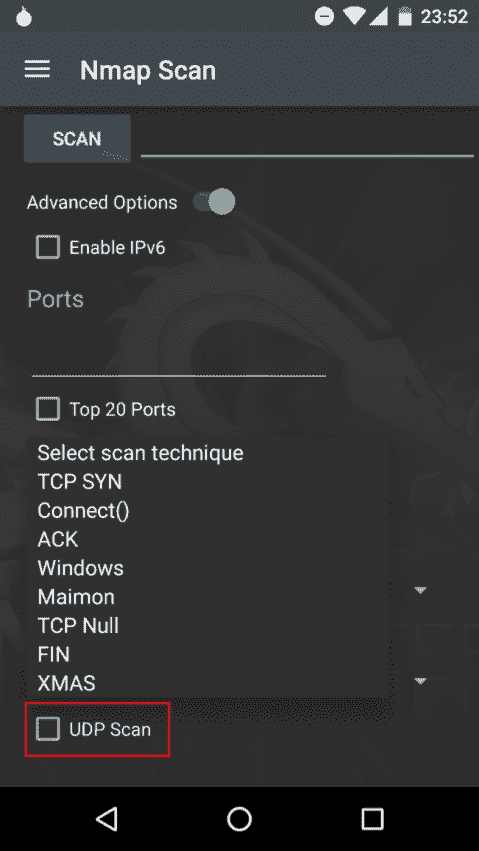 23:52
Nmap Scan
SCAN
Advanced Options
Enable IPv6
Ports
Top 20 Ports
Select scan technique
TCP SYN
Connect()
ACK
Windows
Maimon
TCP Null
FIN
XMAS
UDP Scan